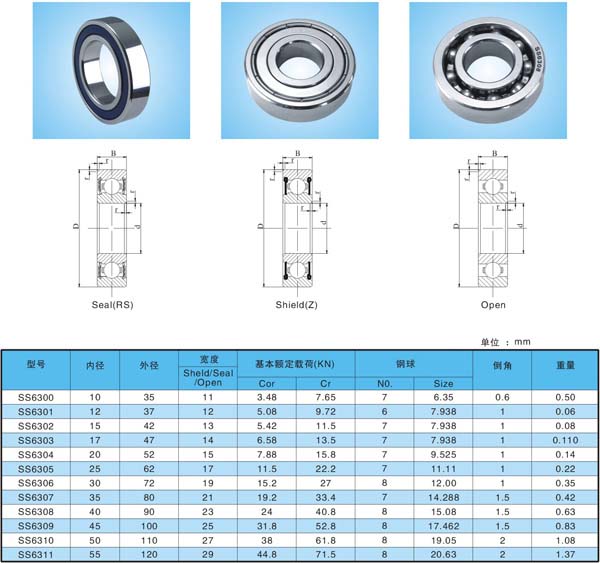 SS6308
B
r
r
r
D
d
B
r
r
r
D
d
B
r
r
r
D
d
Seal(RS)
Shield(Z)
Open
单位 : mm
型号 内径 外径 宽度 基本额定载荷(KN) 钢球 倒角 重量
Sheld/Seal
/Open
Cor Cr N0. Size
SS6300 10 35 11 3.48 7.65 7 6.35 0.6 0.50
SS6301 12 37 12 5.08 9.72 6 7.938 1 0.06
SS6302 15 42 13 5.42 11.5 7 7.938 1 0.08
SS6303 17 47 14 6.58 13.5 7 7.938 1 0.110
SS6304 20 52 15 7.88 15.8 7 9.525 1 0.14
SS6305 25 62 17 11.5 22.2 7 11.11 1 0.22
SS6306 30 72 19 15.2 27 8 12.00 1 0.35
SS6307 35 80 21 19.2 33.4 7 14.288 1.5 0.42
SS6308 40 90 23 24 40.8 8 15.08 1.5 0.63
SS6309 45 100 25 31.8 52.8 8 17.462 1.5 0.83
SS6310 50 110 27 38 61.8 8 19.05 2 1.08
SS6311 55 120 29 44.8 71.5 8 20.63 2 1.37